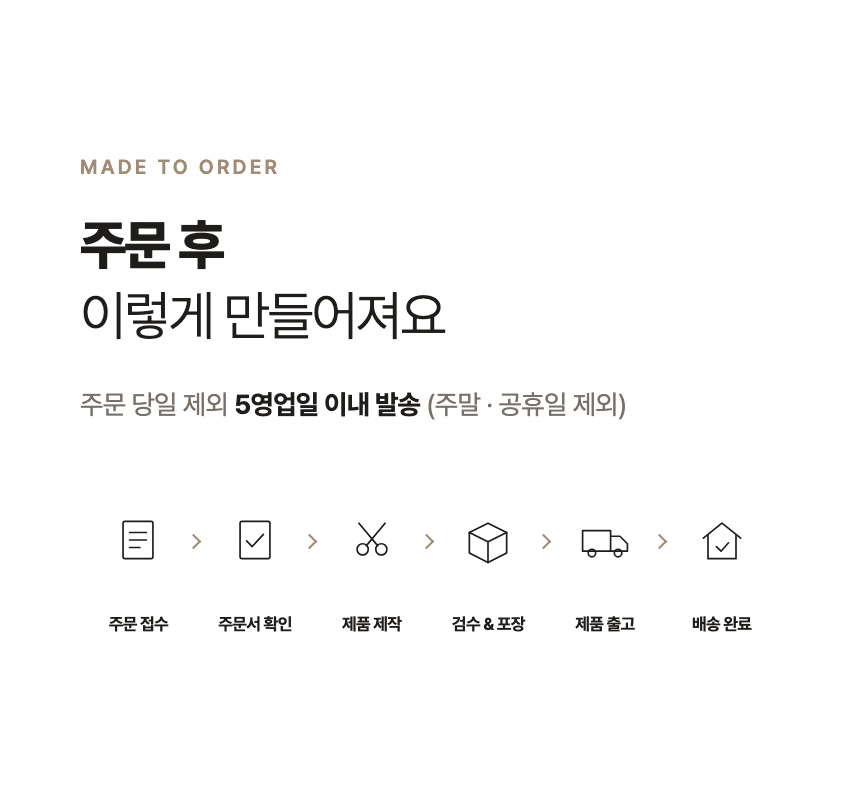 MADE TO ORDER
주문 후
이렇게 만들어져요
주문 당일 제외 5영업일 이내 발송 (주말 · 공휴일 제외)
주문 접수
주문서 확인
제품 제작
검수 & 포장
제품 출고
배송 완료